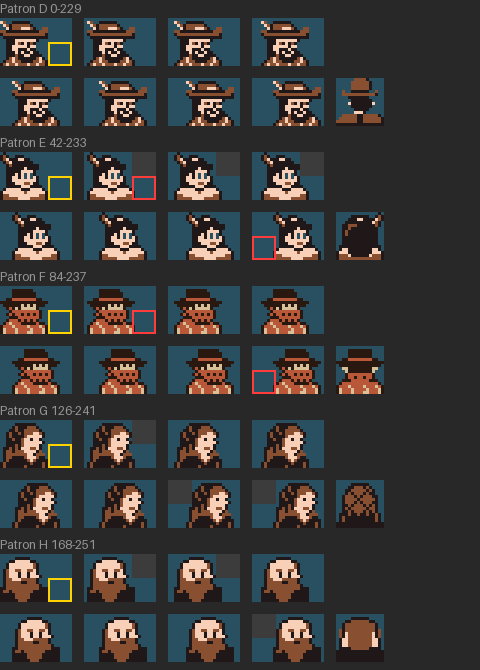 Patron D 0-229
Patron E 42-233
Patron F 84-237
Patron G 126-241
Patron H 168-251